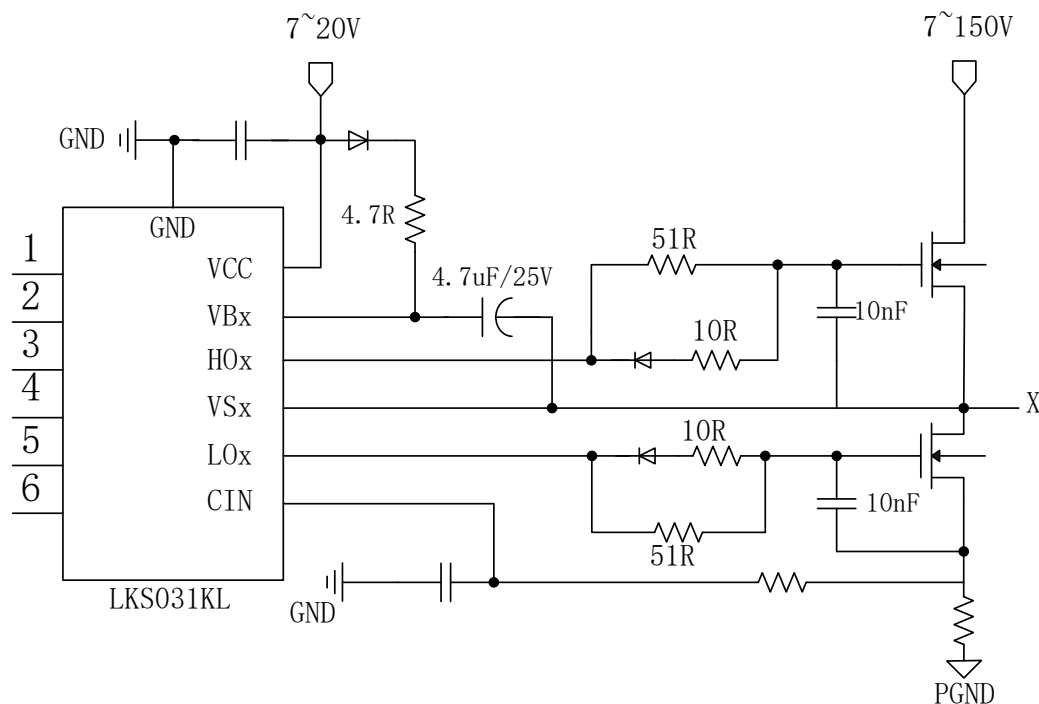 7~20V
7~150V
GND
GND
4.7R
1
2
3
4
5
6
VCC
VBx
HOx
VSx
LOx
CIN
4.7uF/25V
51R
10R
10nF
X
10R
51R
10nF
LKS031KL
GND
PGND